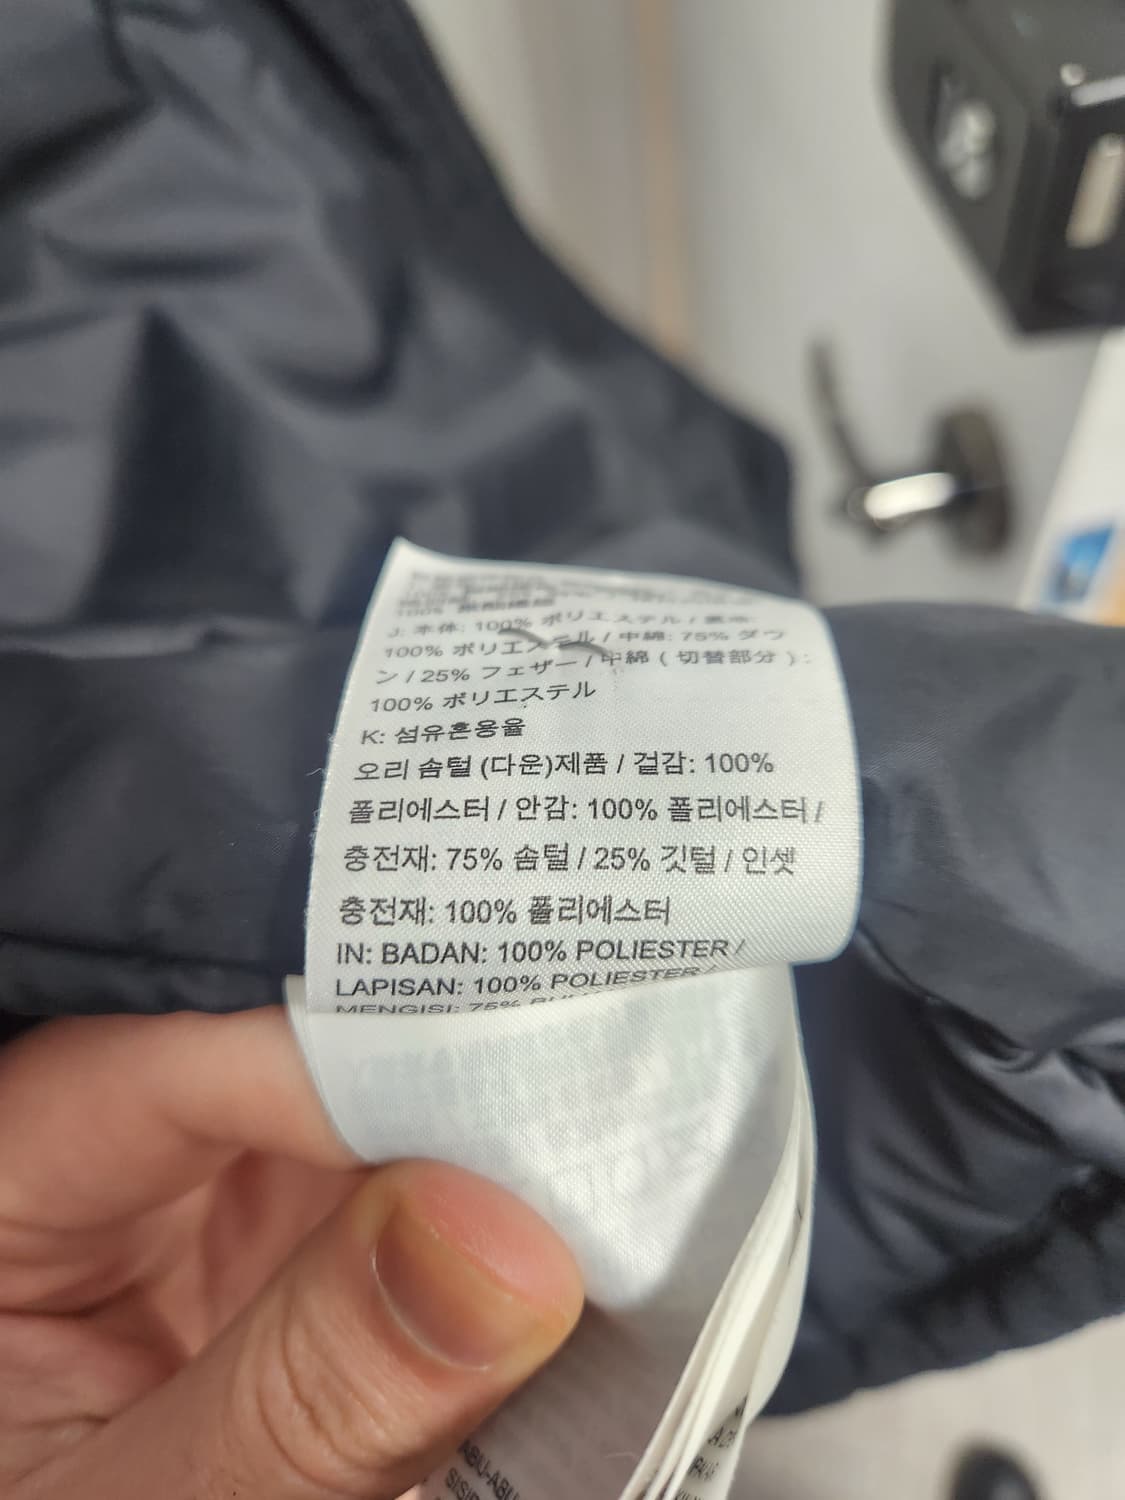 J: 本体: 100% ポリエステル / 裏地:
100% ポリエステル / 中綿: 75% ダウ
ン / 25% フェザー / 中綿 ( 切替部分 ) :
100% ポリエステル
K: 섬유혼용율
오리 솜털 (다운)제품 / 겉감: 100%
폴리에스터 / 안감: 100% 폴리에스터 /
충전재: 75% 솜털 / 25% 깃털 / 인셋
충전재: 100% 폴리에스터
IN: BADAN: 100% POLIESTER /
LAPISAN: 100% POLIESTER /
MENGISI: 75%
ABU-ABU